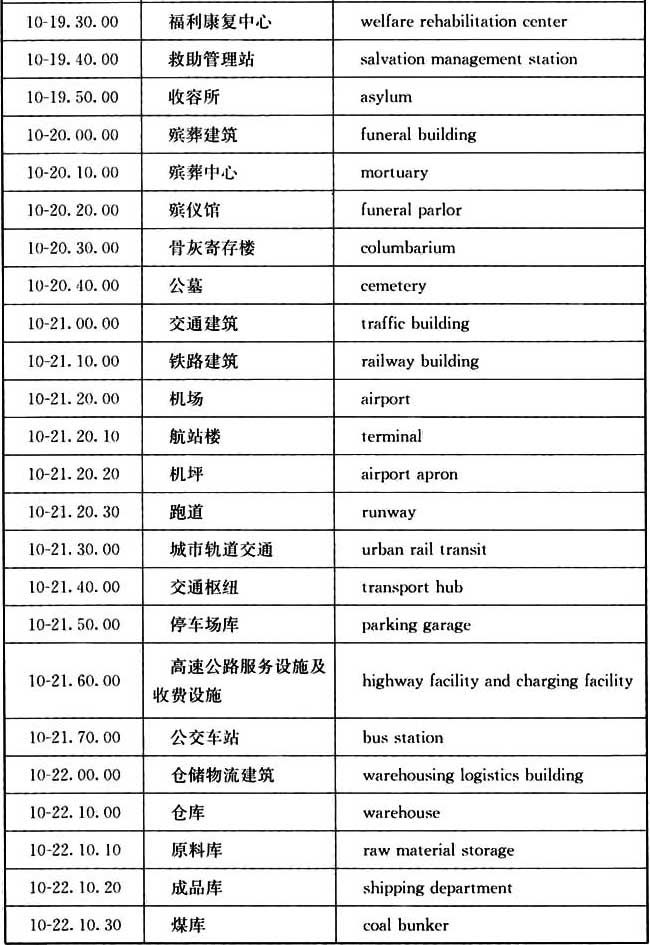 10-19.30.00 福利康复中心 welfare rehabilitation center
10-19.40.00 救助管理站 salvation management station
10-19.50.00 收容所 asylum
10-20.00.00 殡葬建筑 funeral building
10-20.10.00 殡葬中心 mortuary
10-20.20.00 殡仪馆 funeral parlor
10-20.30.00 骨灰寄存楼 columbarium
10-20.40.00 公墓 cemetery
10-21.00.00 交通建筑 traffic building
10-21.10.00 铁路建筑 railway building
10-21.20.00 机场 airport
10-21.20.10 航站楼 terminal
10-21.20.20 机坪 airport apron
10-21.20.30 跑道 runway
10-21.30.00 城市轨道交通 urban rail transit
10-21.40.00 交通枢纽 transport hub
10-21.50.00 停车场库 parking garage
10-21.60.00 高速公路服务设施及
收费设施 highway facility and charging facility
10-21.70.00 公交车站 bus station
10-22.00.00 仓储物流建筑 warehousing logistics building
10-22.10.00 仓库 warehouse
10-22.10.10 原料库 raw material storage
10-22.10.20 成品库 shipping department
10-22.10.30 煤库 coal bunker